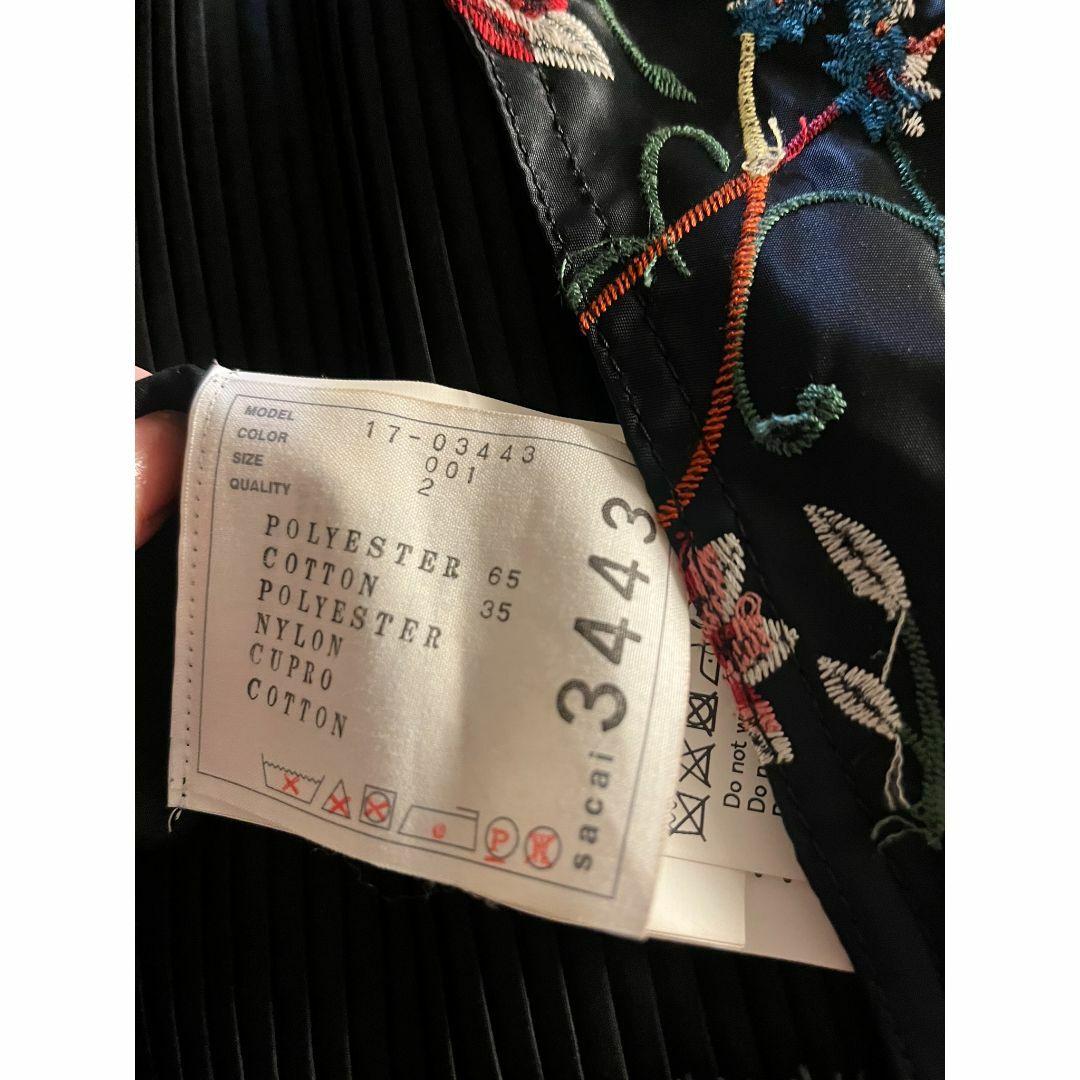 MODEL 17-03443
COLOR 001
SIZE 2
QUALITY
POLYESTER 65
COTTON 35
POLYESTER
NYLON
CUPRO
COTTON
P
sacai 3443
Do not
Do